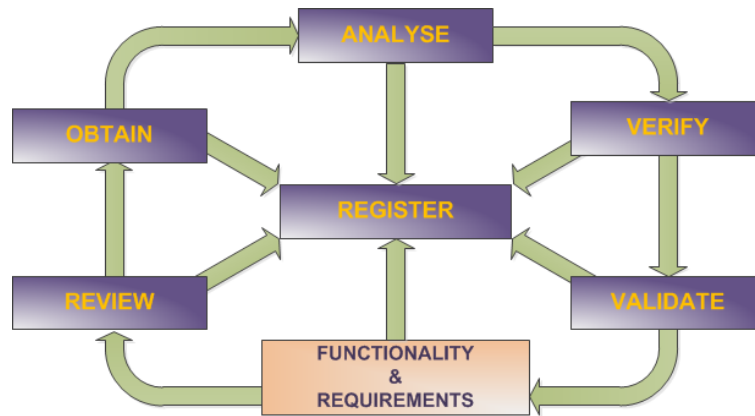 ANALYSE
OBTAIN
VERIFY
REGISTER
REVIEW
VALIDATE
FUNCTIONALITY
&
REQUIREMENTS